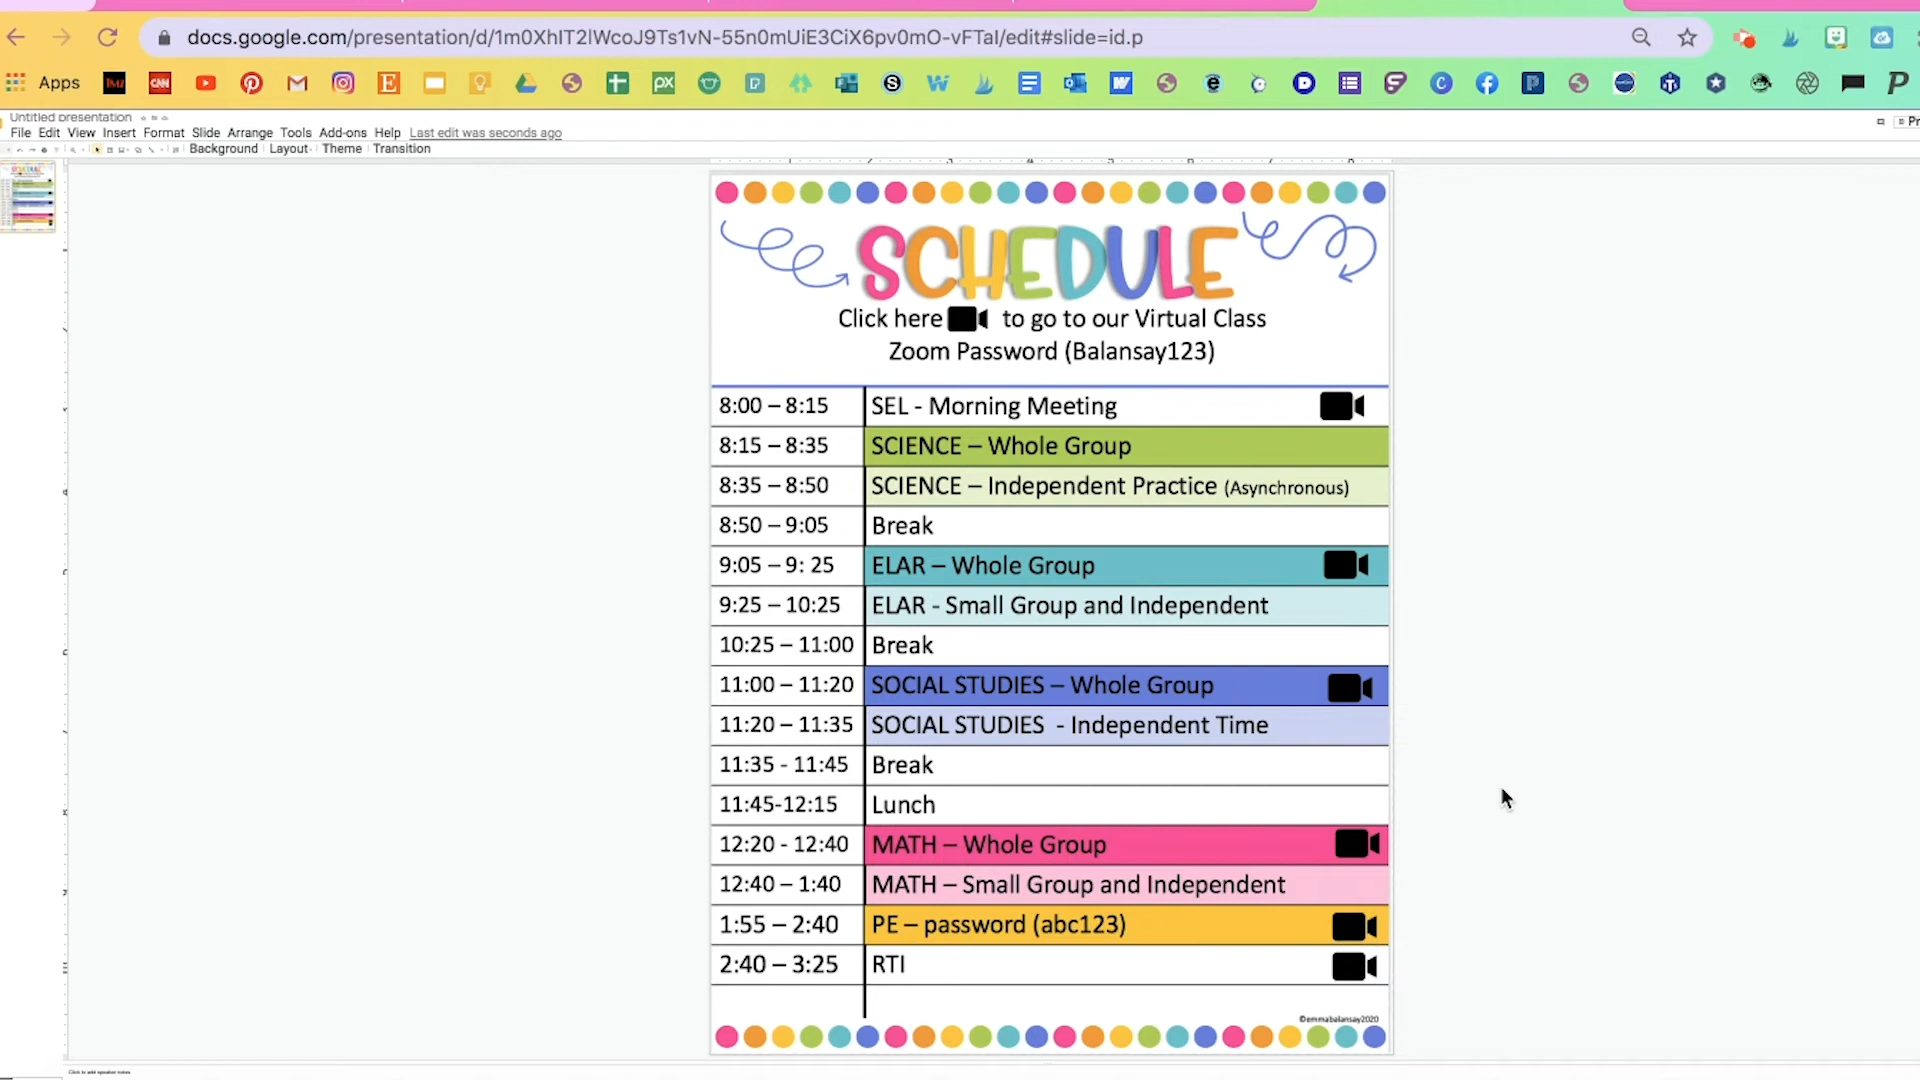 docs.google.com/presentation/d/1m0XhIT2lWcoJ9Ts1vN-55n0mUiE3CiX6pv0mO-vFTaI/edit#slide=id.p
Apps
Untitled presentation
File Edit View Insert Format Slide Arrange Tools Add-ons Help Last edit was seconds ago
Background Layout Theme Transition
SCHEDULE
Click here to go to our Virtual Class
Zoom Password (Balansay123)
8:00 – 8:15 SEL - Morning Meeting
8:15 – 8:35 SCIENCE – Whole Group
8:35 – 8:50 SCIENCE – Independent Practice (Asynchronous)
8:50 – 9:05 Break
9:05 – 9: 25 ELAR – Whole Group
9:25 – 10:25 ELAR - Small Group and Independent
10:25 – 11:00 Break
11:00 – 11:20 SOCIAL STUDIES – Whole Group
11:20 – 11:35 SOCIAL STUDIES - Independent Time
11:35 - 11:45 Break
11:45-12:15 Lunch
12:20 - 12:40 MATH – Whole Group
12:40 – 1:40 MATH – Small Group and Independent
1:55 – 2:40 PE – password (abc123)
2:40 – 3:25 RTI
©emmabalansay2020
Click to add speaker notes